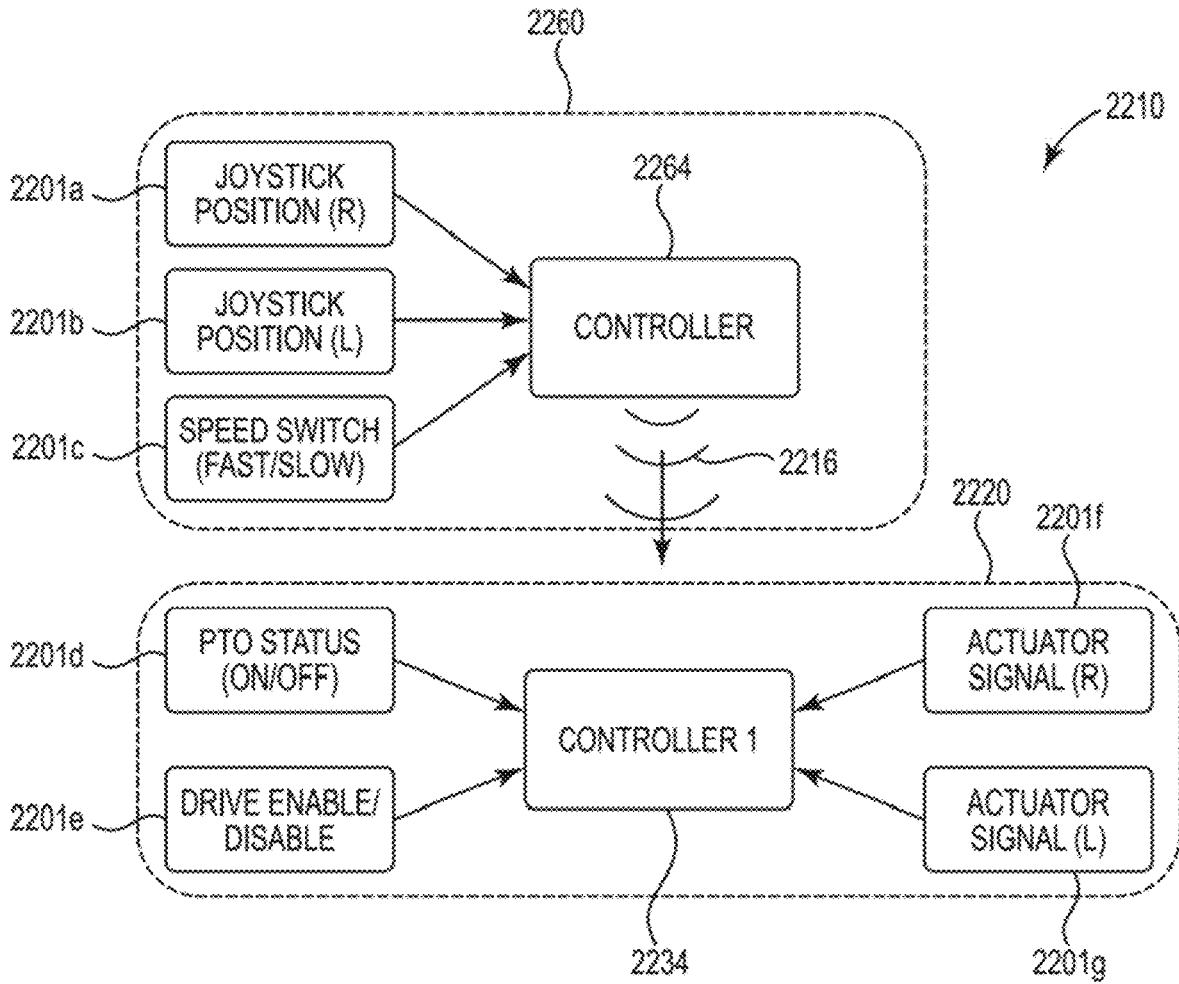 2260
2210
2201a
JOYSTICK
POSITION (R)
2264
2201b
JOYSTICK
POSITION (L)
CONTROLLER
2201c
SPEED SWITCH
(FAST/SLOW)
2216
2220
2201f
2201d
PTO STATUS
(ON/OFF)
ACTUATOR
SIGNAL (R)
CONTROLLER 1
2201e
DRIVE ENABLE/
DISABLE
ACTUATOR
SIGNAL (L)
2234
2201g